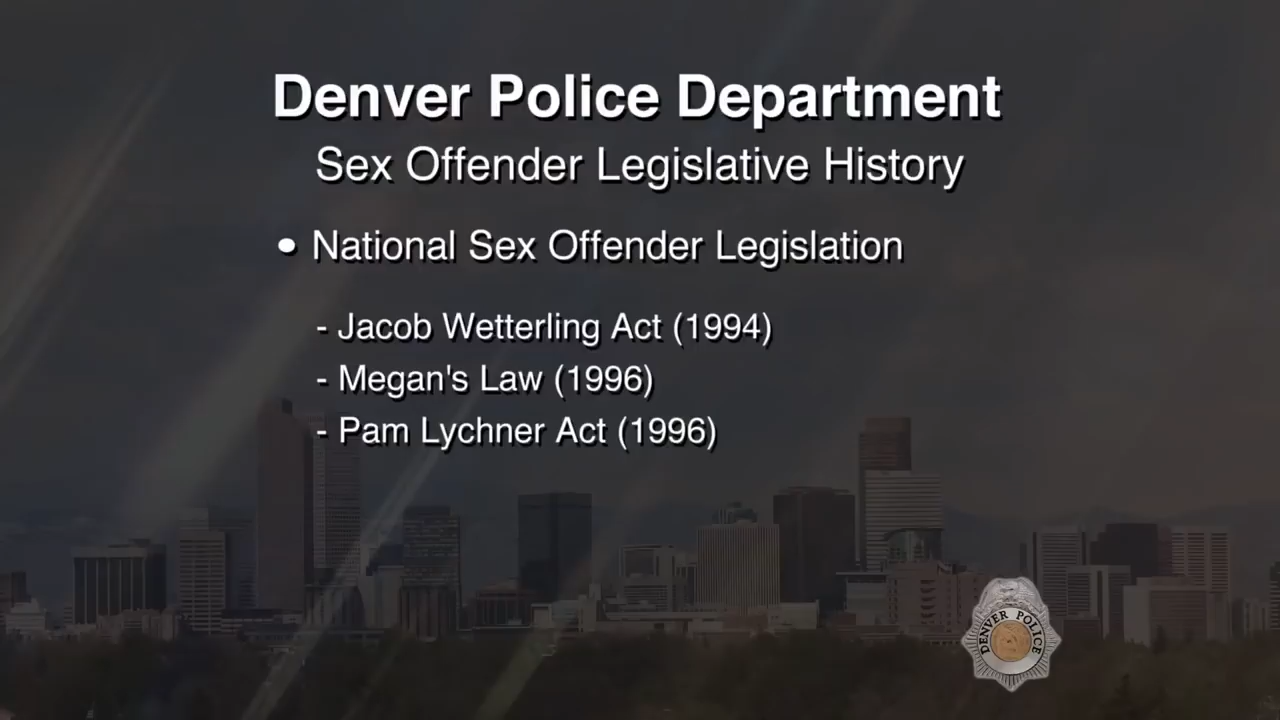 Denver Police Department
Sex Offender Legislative History
• National Sex Offender Legislation
- Jacob Wetterling Act (1994)
- Megan's Law (1996)
- Pam Lychner Act (1996)
DENVER POLICE